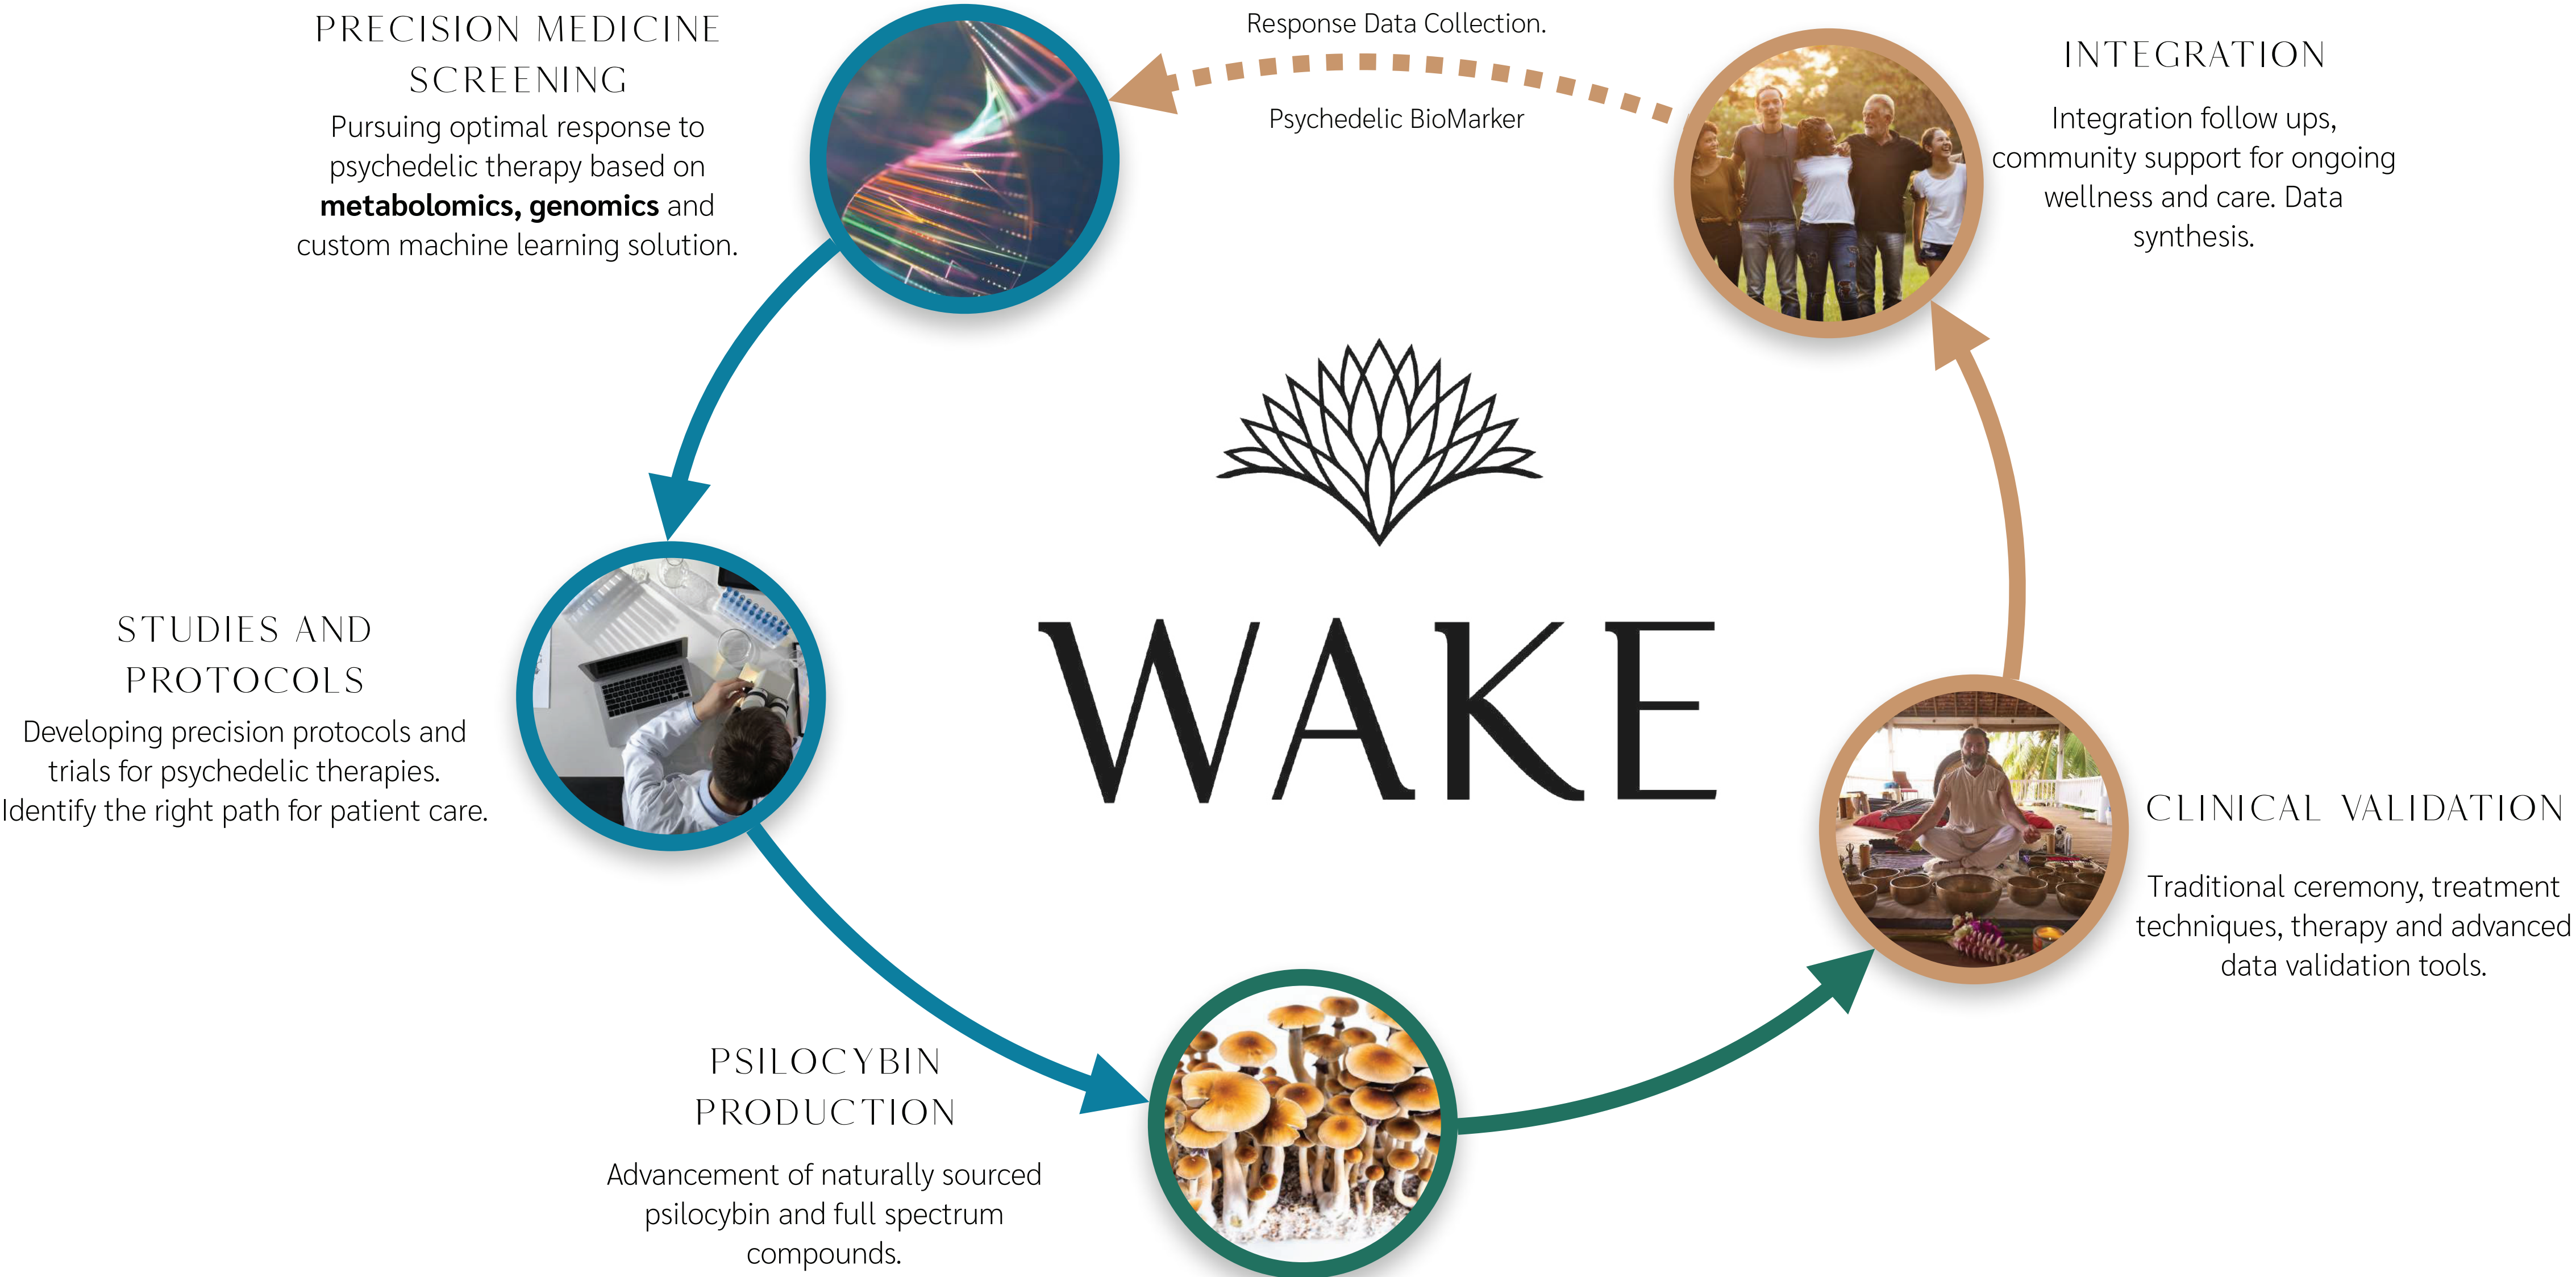 PRECISION MEDICINE
SCREENING
Pursuing optimal response to
psychedelic therapy based on
metabolomics, genomics and
custom machine learning solution.
Response Data Collection.
Psychedelic BioMarker
INTEGRATION
Integration follow ups,
community support for ongoing
wellness and care. Data
synthesis.
WAKE
STUDIES AND
PROTOCOLS
Developing precision protocols and
trials for psychedelic therapies.
Identify the right path for patient care.
CLINICAL VALIDATION
Traditional ceremony, treatment
techniques, therapy and advanced
data validation tools.
PSILOCYBIN
PRODUCTION
Advancement of naturally sourced
psilocybin and full spectrum
compounds.